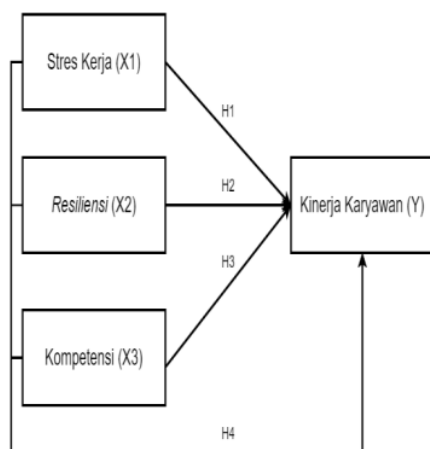 Stres Kerja (X1)
H1
Resiliensi (X2)
H2
Kinerja Karyawan (Y)
H3
Kompetensi (X3)
H4